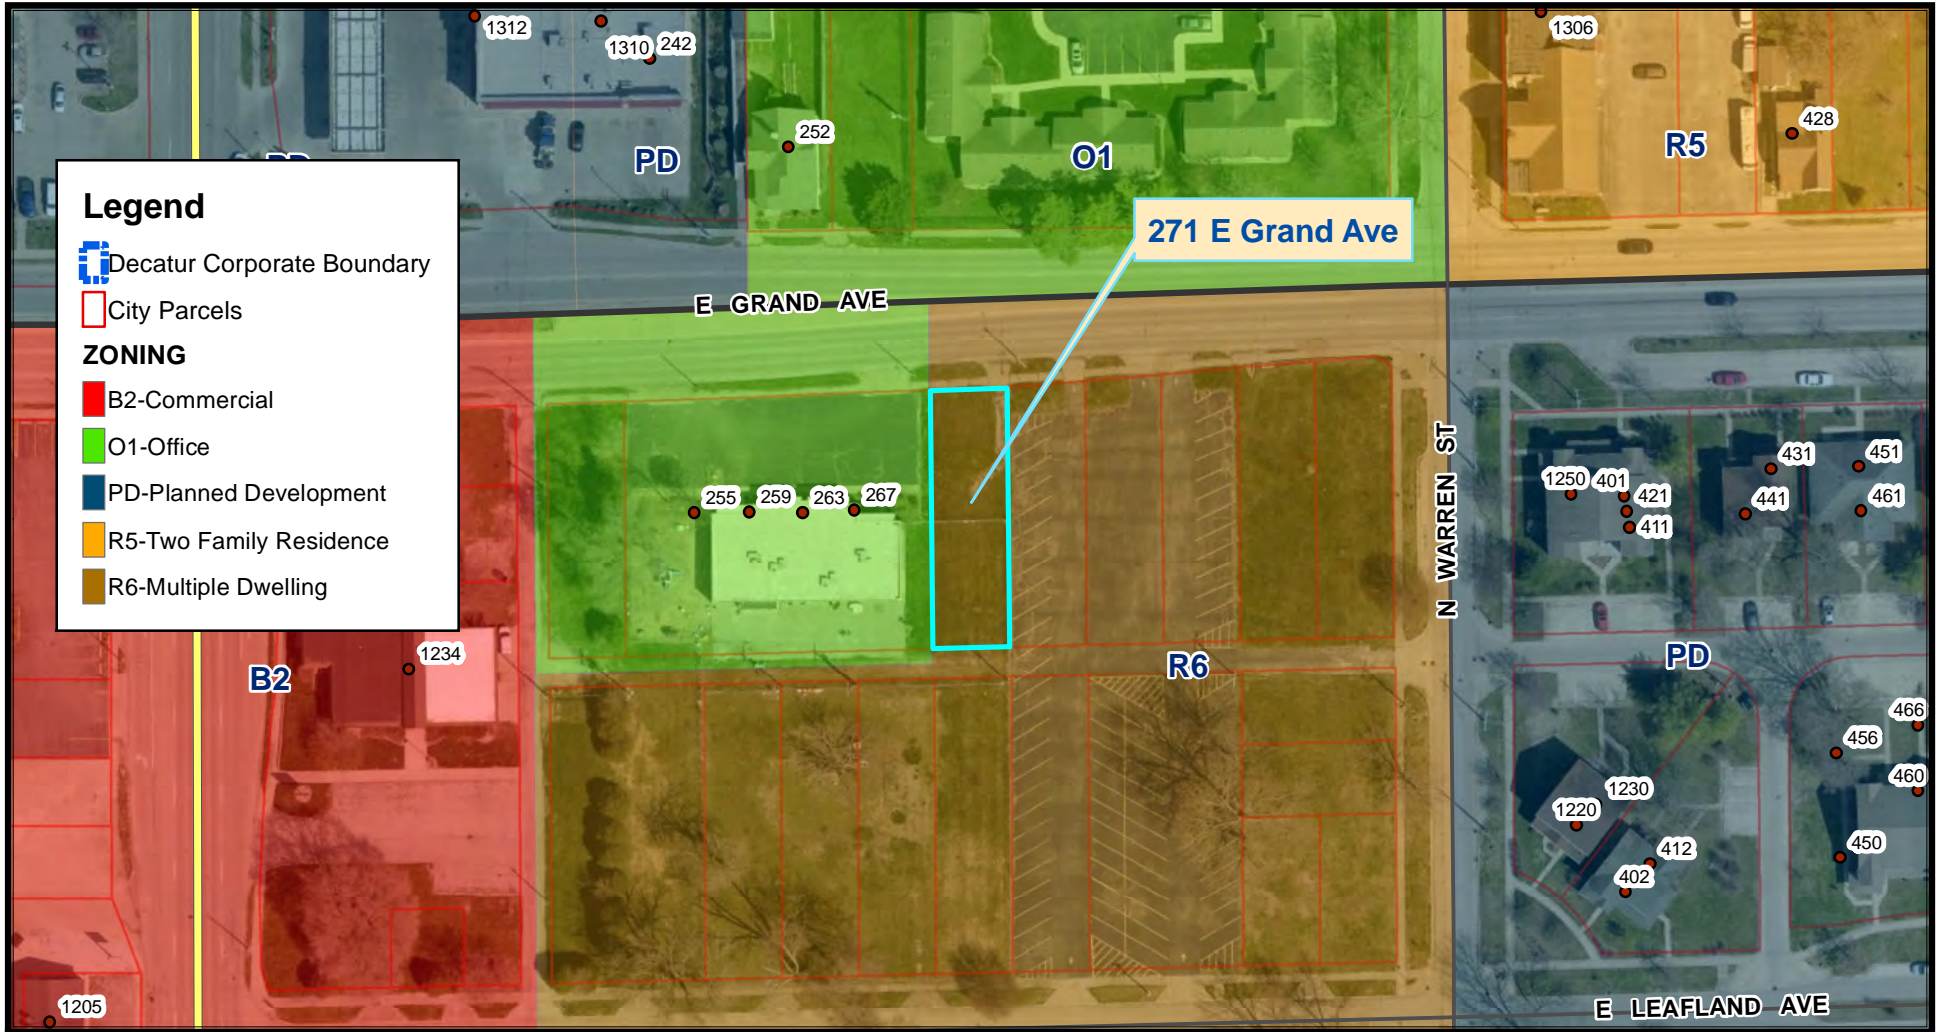 1312
1310
242
1306
252
428
PD
PD
O1
R5
271 E Grand Ave
Legend
Decatur Corporate Boundary
City Parcels
ZONING
B2-Commercial
O1-Office
PD-Planned Development
R5-Two Family Residence
R6-Multiple Dwelling
E GRAND AVE
N WARREN ST
255
259
263
267
1250
401
421
411
431
441
451
461
1234
B2
R6
PD
466
456
460
1230
1220
412
402
450
1205
E LEAFLAND AVE